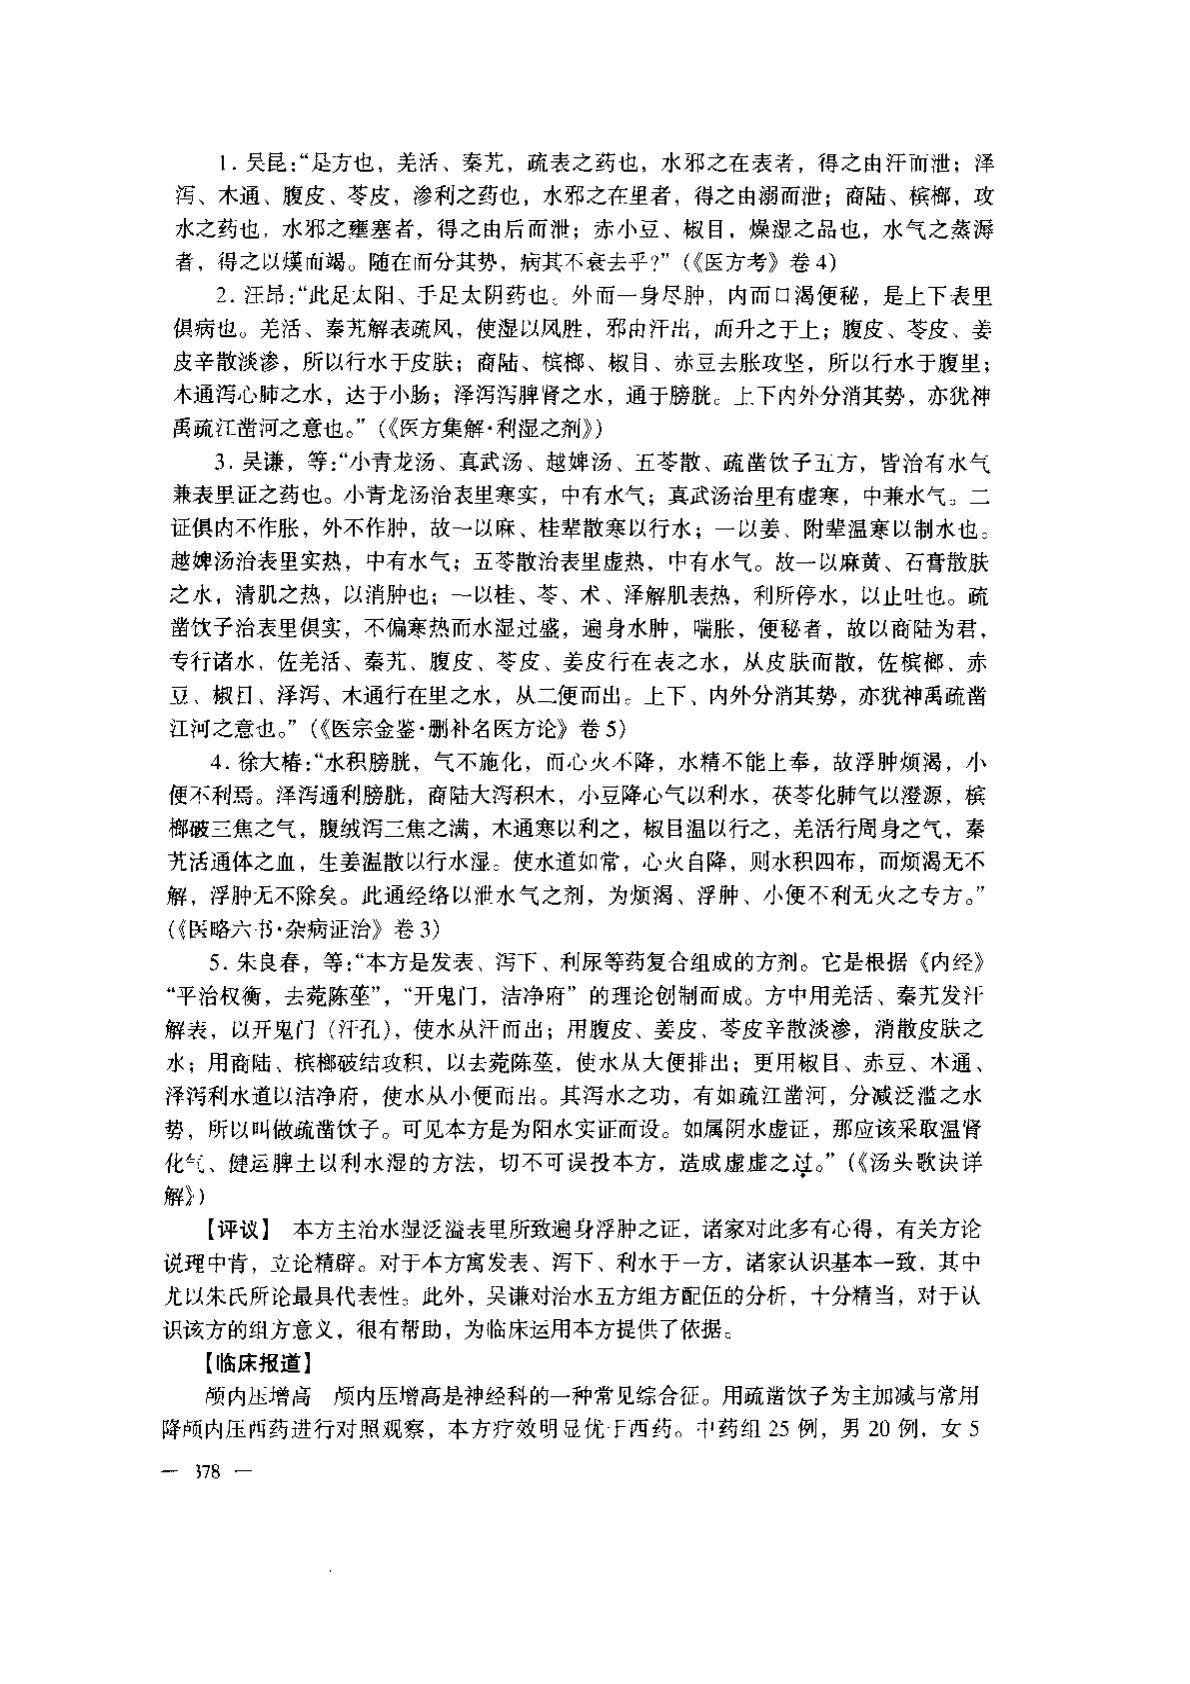 1. 吴昆:“是方也，羌活、秦艽，疏表之药也，水邪之在表者，得之由汗而泄；泽
泻、木通、腹皮、苓皮，渗利之药也，水邪之在里者，得之由溺而泄；商陆、槟榔，攻
水之药也，水邪之壅塞者，得之由后而泄；赤小豆、椒目，燥湿之品也，水气之蒸溽
者，得之以熯而竭。随在而分其势，病其不衰去乎?”(《医方考》卷4)
2. 汪昂:“此足太阳、手足太阴药也。外而一身尽肿，内而口渴便秘，是上下表里
俱病也。羌活、秦艽解表疏风，使湿以风胜，邪由汗出，而升之于上；腹皮、苓皮、姜
皮辛散淡渗，所以行水于皮肤；商陆、槟榔、椒目、赤豆去胀攻坚，所以行水于腹里；
木通泻心肺之水，达于小肠；泽泻泻脾肾之水，通于膀胱。上下内外分消其势，亦犹神
禹疏江凿河之意也。”(《医方集解·利湿之剂》)
3. 吴谦，等:“小青龙汤、真武汤、越婢汤、五苓散、疏凿饮子五方，皆治有水气
兼表里证之药也。小青龙汤治表里寒实，中有水气；真武汤治里有虚寒，中兼水气。二
证俱内不作胀，外不作肿，故一以麻、桂辈散寒以行水；一以姜、附辈温寒以制水也。
越婢汤治表里实热，中有水气；五苓散治表里虚热，中有水气。故一以麻黄、石膏散肤
之水，清肌之热，以消肿也；一以桂、苓、术、泽解肌表热，利所停水，以止吐也。疏
凿饮子治表里俱实，不偏寒热而水湿过盛，遍身水肿，喘胀，便秘者，故以商陆为君，
专行诸水，佐羌活、秦艽、腹皮、苓皮、姜皮行在表之水，从皮肤而散，佐槟榔、赤
豆、椒目、泽泻、木通行在里之水，从二便而出。上下、内外分消其势，亦犹神禹疏凿
江河之意也。”(《医宗金鉴·删补名医方论》卷5)
4. 徐大椿:“水积膀胱，气不施化，而心火不降，水精不能上奉，故浮肿烦渴，小
便不利焉。泽泻通利膀胱，商陆大泻积水，小豆降心气以利水，茯苓化肺气以澄源，槟
榔破三焦之气，腹绒泻三焦之满，木通寒以利之，椒目温以行之，羌活行周身之气，秦
艽活通体之血，生姜温散以行水湿。使水道如常，心火自降，则水积四布，而烦渴无不
解，浮肿无不除矣。此通经络以泄水气之剂，为烦渴、浮肿、小便不利无火之专方。”
(《医略六书·杂病证治》卷3)
5. 朱良春，等:“本方是发表、泻下、利尿等药复合组成的方剂。它是根据《内经》
“平治权衡，去菀陈莝”，“开鬼门，洁净府”的理论创制而成。方中用羌活、秦艽发汗
解表，以开鬼门（汗孔），使水从汗而出；用腹皮、姜皮、苓皮辛散淡渗，消散皮肤之
水；用商陆、槟榔破结攻积，以去菀陈莝，使水从大便排出；更用椒目、赤豆、木通、
泽泻利水道以洁净府，使水从小便而出。其泻水之功，有如疏江凿河，分减泛滥之水
势，所以叫做疏凿饮子。可见本方是为阳水实证而设。如属阴水虚证，那应该采取温肾
化气、健运脾土以利水湿的方法，切不可误投本方，造成虚虚之过。”(《汤头歌诀详
解》)
【评议】 本方主治水湿泛溢表里所致遍身浮肿之证，诸家对此多有心得，有关方论
说理中肯，立论精辟。对于本方寓发表、泻下、利水于一方，诸家认识基本一致，其中
尤以朱氏所论最具代表性。此外，吴谦对治水五方组方配伍的分析，十分精当，对于认
识该方的组方意义，很有帮助，为临床运用本方提供了依据。
【临床报道】
颅内压增高 颅内压增高是神经科的一种常见综合征。用疏凿饮子为主加减与常用
降颅内压西药进行对照观察，本方疗效明显优于西药。中药组25例，男20例，女5
— 378 —